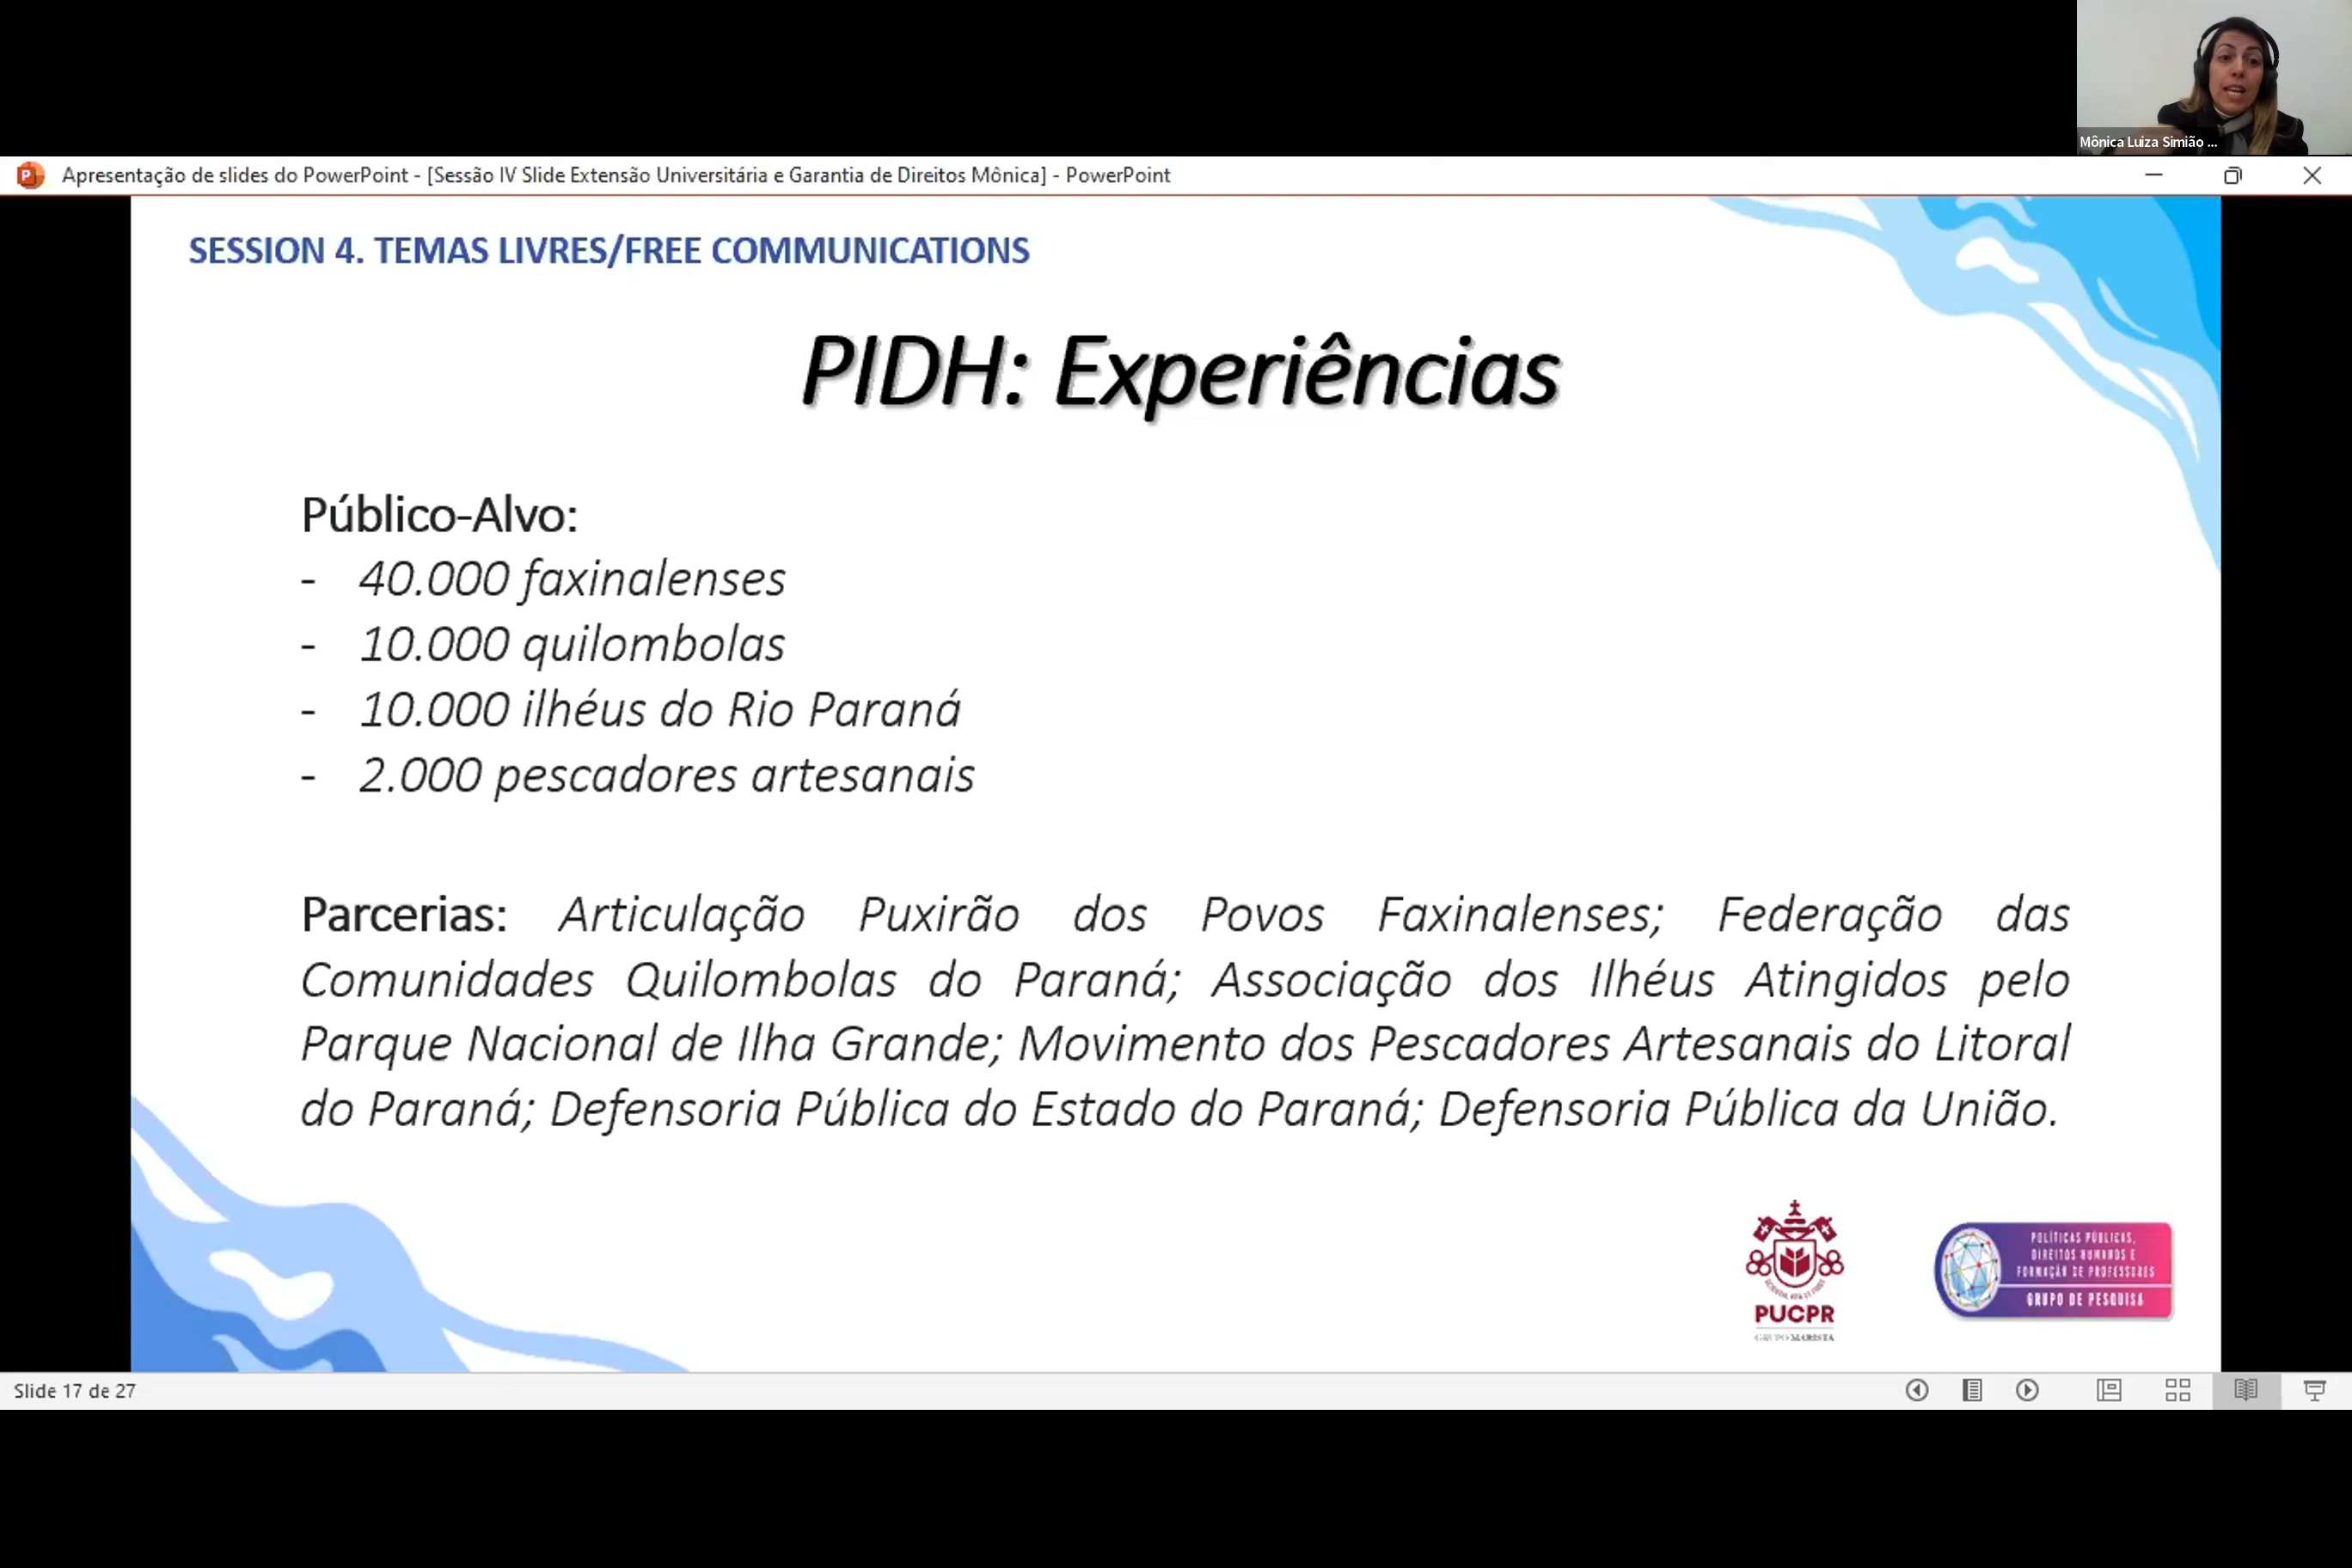 Mônica Luiza Simião ...
Apresentação de slides do PowerPoint - [Sessão IV Slide Extensão Universitária e Garantia de Direitos Mônica] - PowerPoint
SESSION 4. TEMAS LIVRES/FREE COMMUNICATIONS
PIDH: Experiências
Público-Alvo:
- 40.000 faxinalenses
- 10.000 quilombolas
- 10.000 ilhéus do Rio Paraná
- 2.000 pescadores artesanais
Parcerias: Articulação Puxirão dos Povos Faxinalenses; Federação das
Comunidades Quilombolas do Paraná; Associação dos Ilhéus Atingidos pelo
Parque Nacional de Ilha Grande; Movimento dos Pescadores Artesanais do Litoral
do Paraná; Defensoria Pública do Estado do Paraná; Defensoria Pública da União.
PUCPR
GRUPO MARISTA
POLÍTICAS PÚBLICAS,
DIREITOS HUMANOS E
FORMAÇÃO DE PROFESSORES
GRUPO DE PESQUISA
Slide 17 de 27